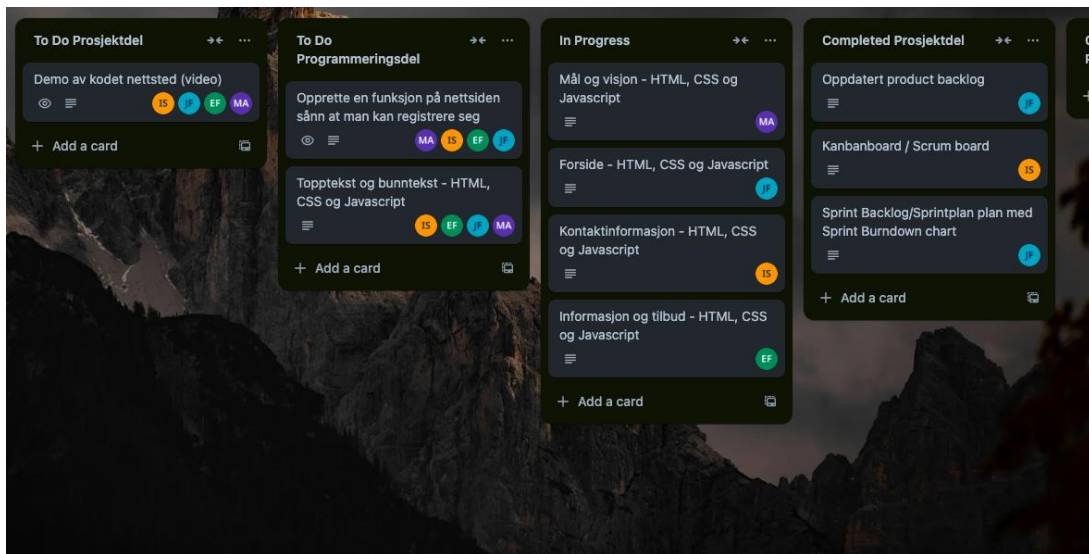 To Do Prosjektdel
Demo av kodet nettsted (video)
IS JF EF MA
+ Add a card
To Do
Programmeringsdel
Opprette en funksjon på nettsiden
sånn at man kan registrere seg
MA IS EF JF
Topptekst og bunntekst - HTML,
CSS og Javascript
IS EF JF MA
+ Add a card
In Progress
Mål og visjon - HTML, CSS og
Javascript
MA
Forside - HTML, CSS og Javascript
JF
Kontaktinformasjon - HTML, CSS
og Javascript
IS
Informasjon og tilbud - HTML, CSS
og Javascript
EF
+ Add a card
Completed Prosjektdel
Oppdatert product backlog
JF
Kanbanboard / Scrum board
IS
Sprint Backlog/Sprintplan plan med
Sprint Burndown chart
JF
+ Add a card